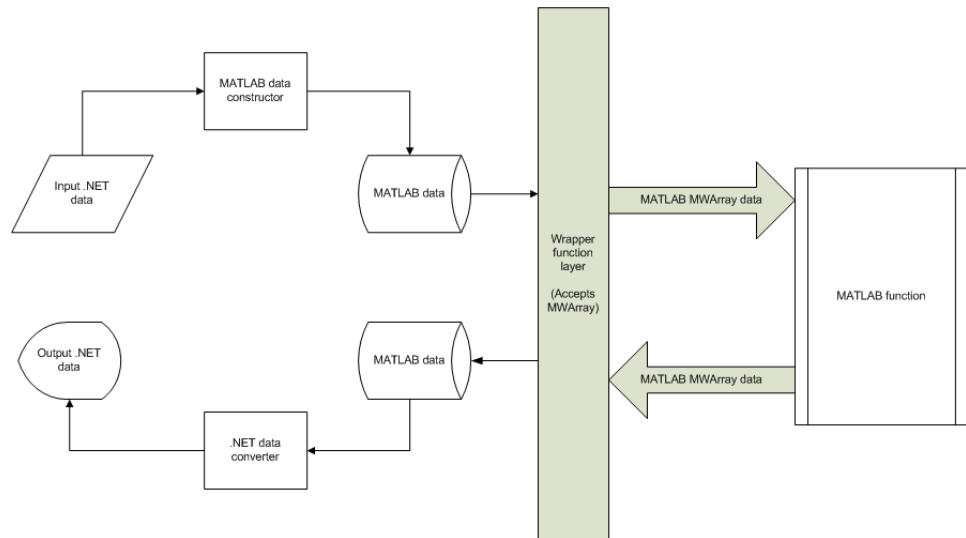 MATLAB data
constructor
Input .NET
data
MATLAB data
Wrapper
function
layer
(Accepts
MWArray)
MATLAB MWArray data
MATLAB function
MATLAB MWArray data
MATLAB data
.NET data
converter
Output .NET
data